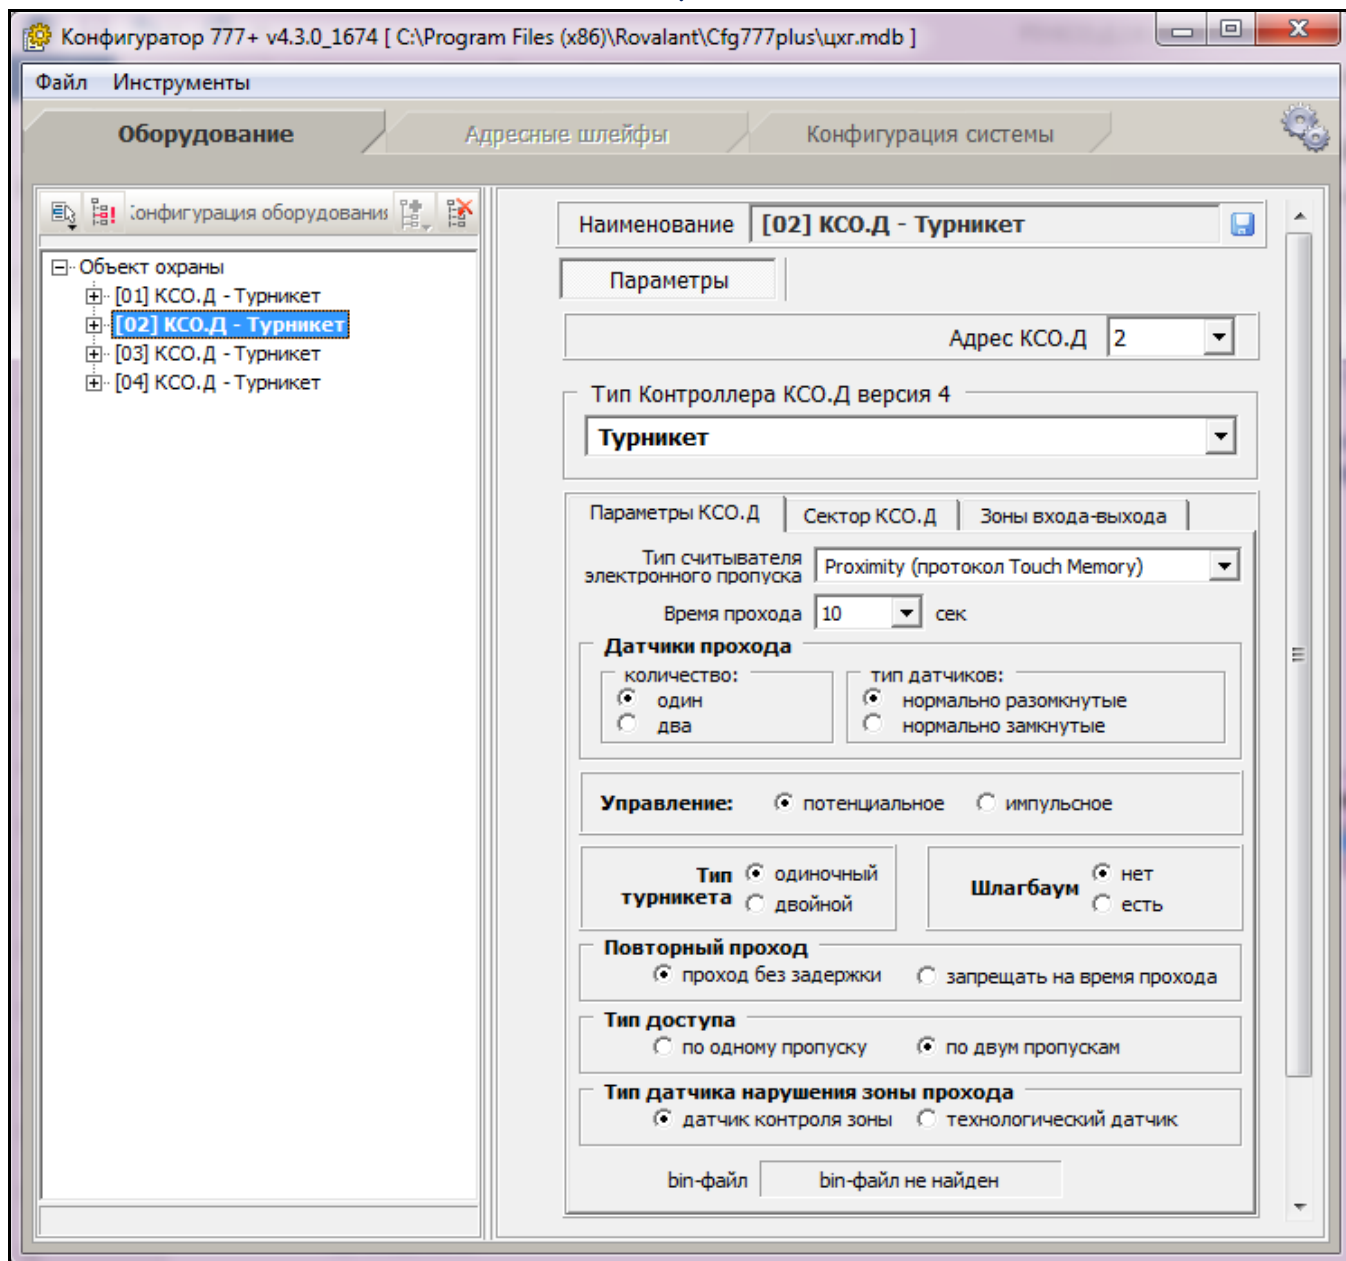 Конфигуратор 777+ v4.3.0_1674 [ C:\Program Files (x86)\Rovalant\Cfg777plus\цхг.mdb ]
Файл Инструменты
Оборудование Адресные шлейфы Конфигурация системы
Конфигурация оборудования
Объект охраны
[01] КСО.Д - Турникет
[02] КСО.Д - Турникет
[03] КСО.Д - Турникет
[04] КСО.Д - Турникет
Наименование [02] КСО.Д - Турникет
Параметры
Адрес КСО.Д 2
Тип Контроллера КСО.Д версия 4
Турникет
Параметры КСО.Д Сектор КСО.Д Зоны входа-выхода
Тип считывателя
электронного пропуска Proximity (протокол Touch Memory)
Время прохода 10 сек
Датчики прохода
количество: тип датчиков:
один нормально разомкнутые
два нормально замкнутые
Управление: потенциальное импульсное
Тип одиночный
турникета двойной
Шлагбаум нет
есть
Повторный проход
проход без задержки запрещать на время прохода
Тип доступа
по одному пропуску по двум пропускам
Тип датчика нарушения зоны прохода
датчик контроля зоны технологический датчик
bin-файл bin-файл не найден